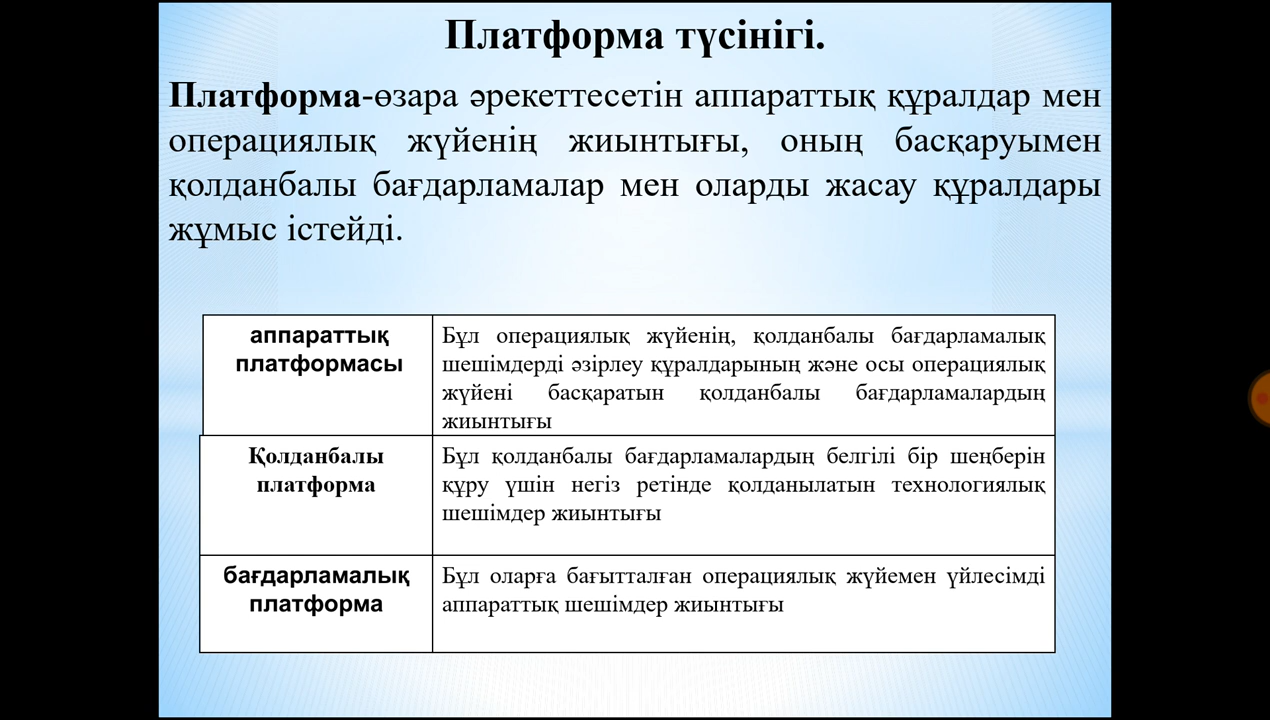 Платформа түсінігі.
Платформа-өзара әрекеттесетін аппараттық құралдар мен
операциялық жүйенің жиынтығы, оның басқаруымен
қолданбалы бағдарламалар мен оларды жасау құралдары
жұмыс істейді.
аппараттық
платформасы
Бұл операциялық жүйенің, қолданбалы бағдарламалық
шешімдерді әзірлеу құралдарының және осы операциялық
жүйені басқаратын қолданбалы бағдарламалардың
жиынтығы
Қолданбалы
платформа
Бұл қолданбалы бағдарламалардың белгілі бір шеңберін
құру үшін негіз ретінде қолданылатын технологиялық
шешімдер жиынтығы
бағдарламалық
платформа
Бұл оларға бағытталған операциялық жүйемен үйлесімді
аппараттық шешімдер жиынтығы